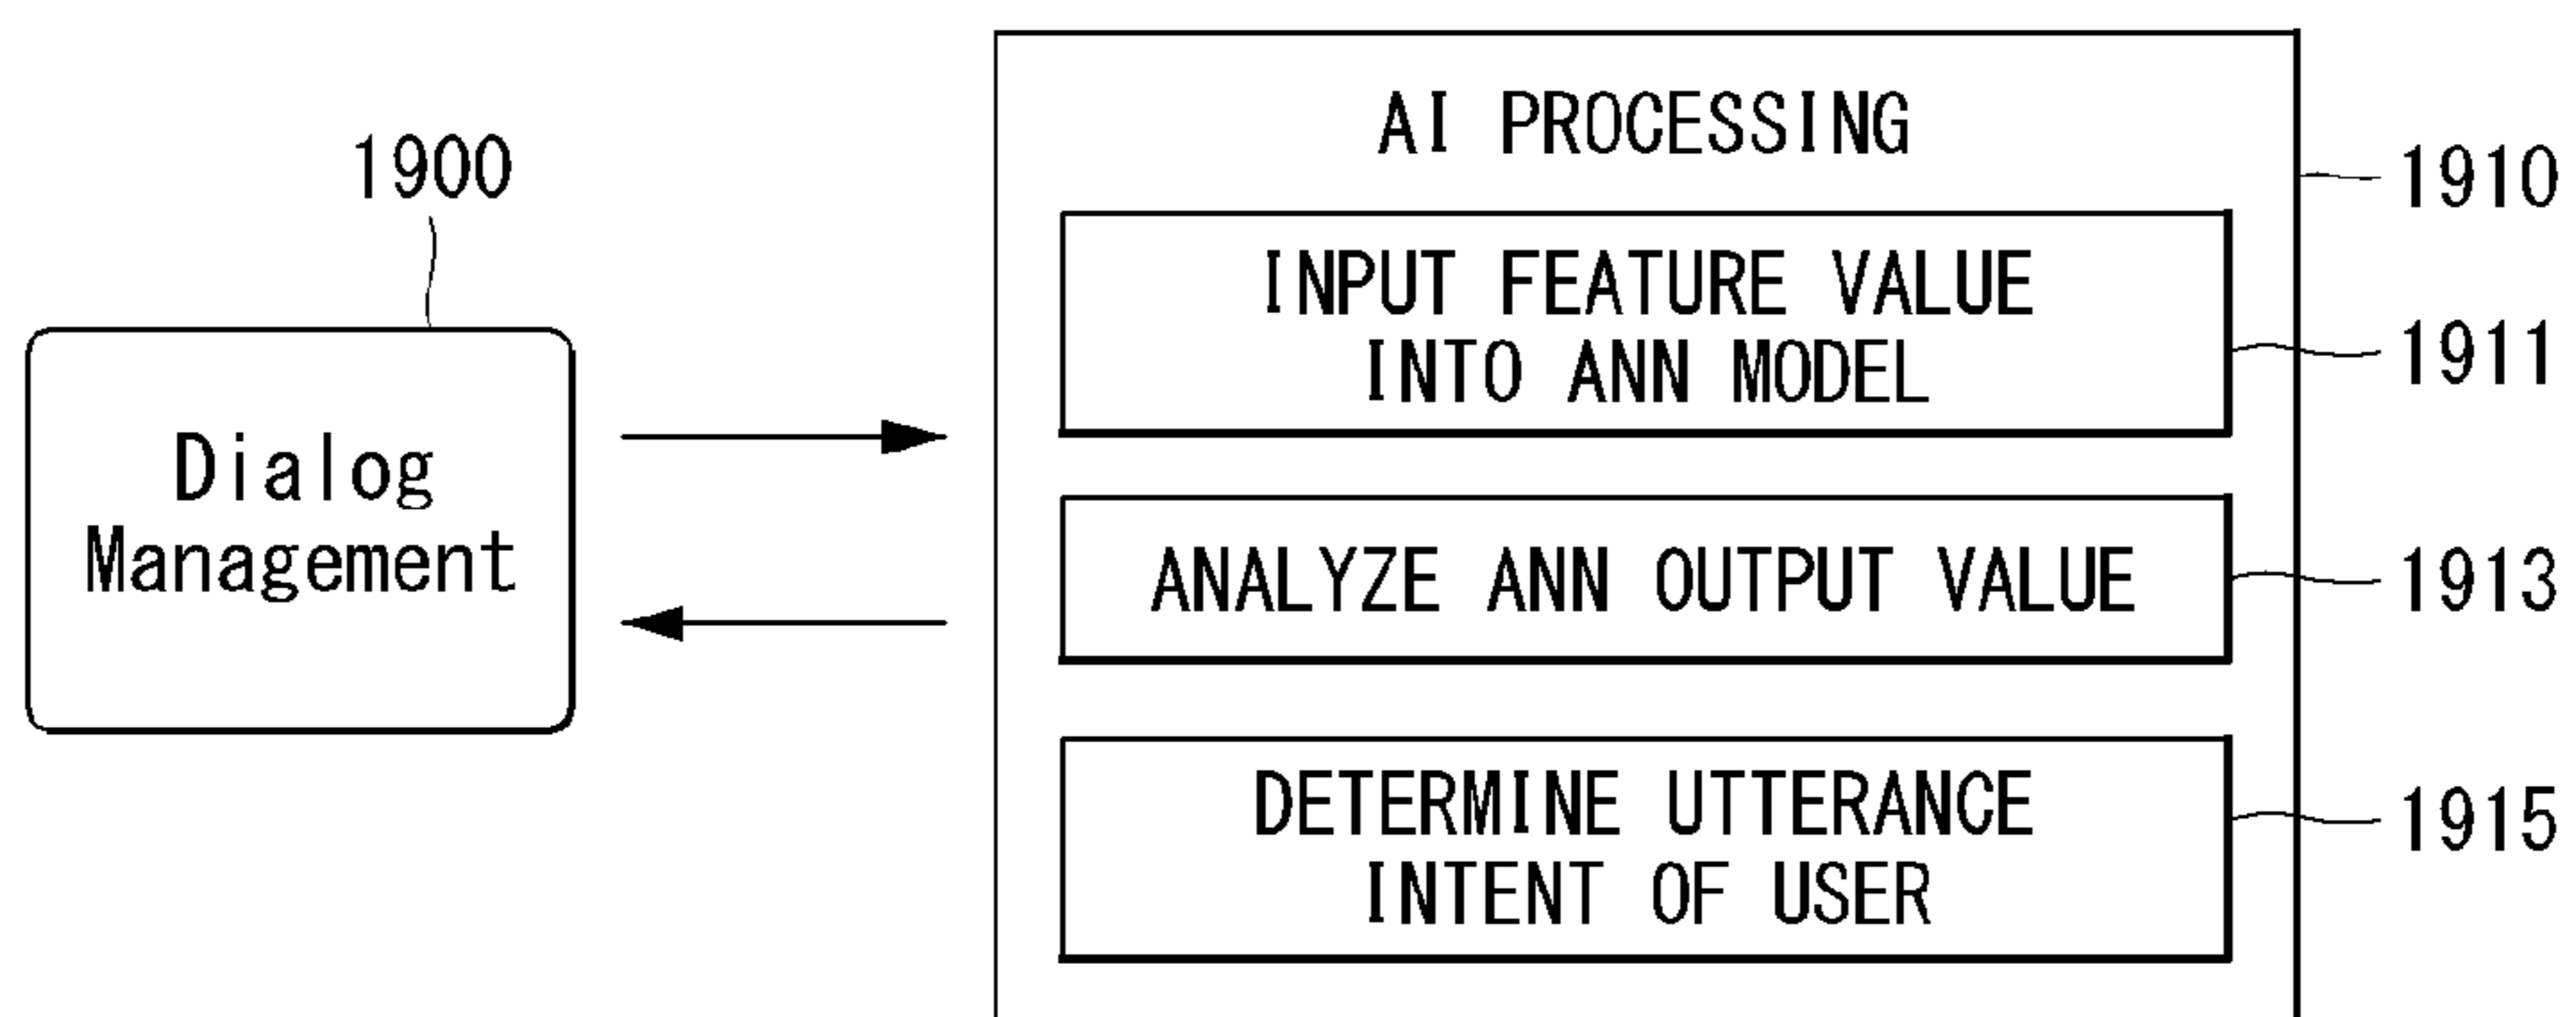 1900
Dialog
Management
AI PROCESSING
1910
INPUT FEATURE VALUE
INTO ANN MODEL
1911
ANALYZE ANN OUTPUT VALUE
1913
DETERMINE UTTERANCE
INTENT OF USER
1915